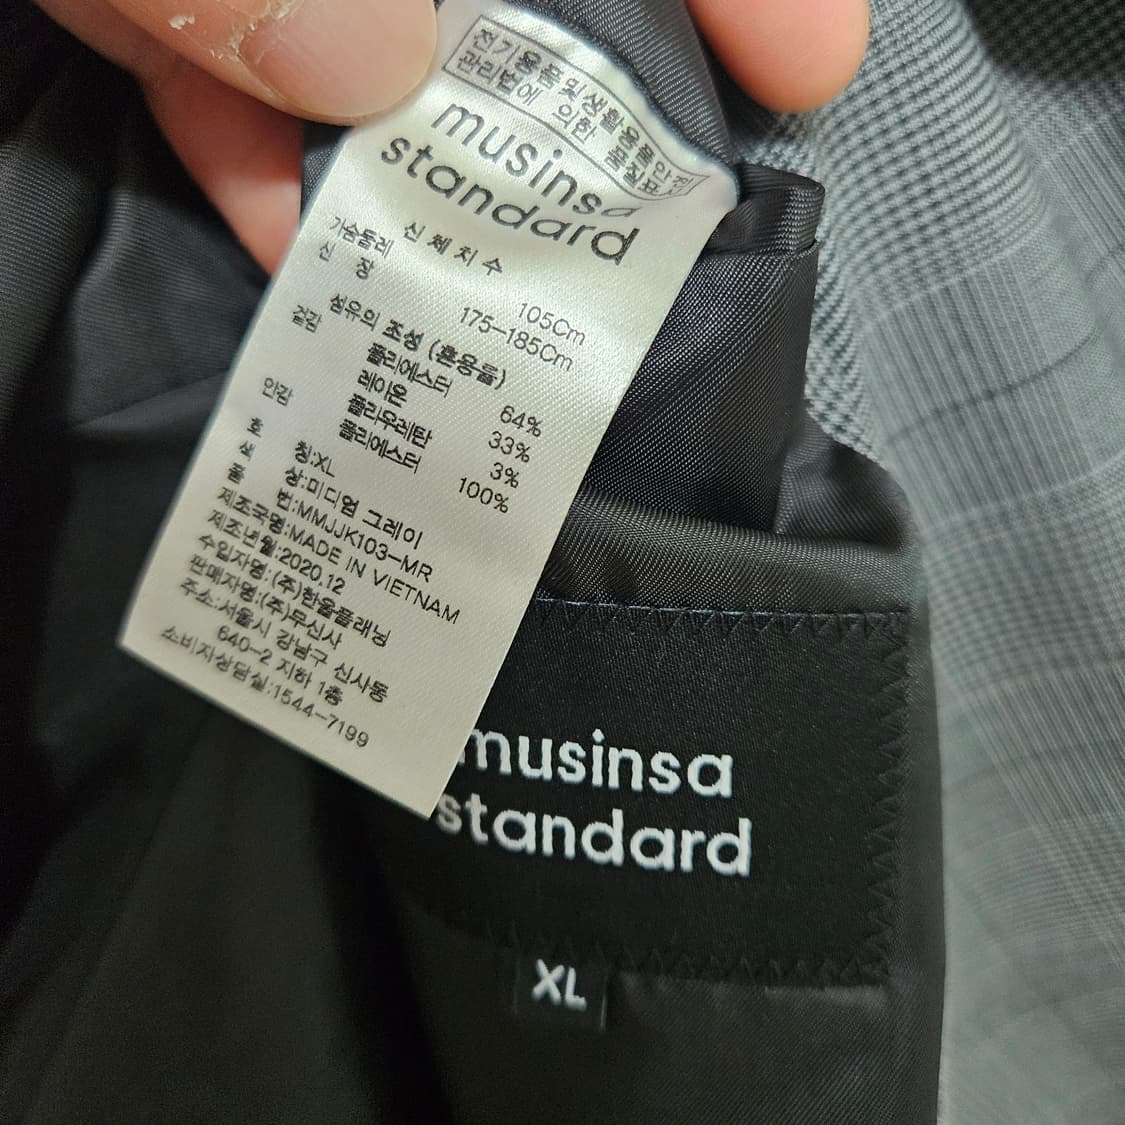 전기용품및생활용품안전
관리법에 의한 품질표시
musinsa
standard
신 체 치 수
가슴둘레 105Cm
신 장 175-185Cm
섬유의 조성 (혼용율)
겉감 폴리에스터 64%
레이온 33%
폴리우레탄 3%
안감 폴리에스터 100%
호 칭:XL
색 상:미디엄 그레이
품 번:MMJJK103-MR
제조국명:MADE IN VIETNAM
제조년월:2020.12
수입자명:(주)한울플래닝
판매자명:(주)무신사
주소:서울시 강남구 신사동
640-2 지하 1층
소비자상담실:1544-7199
musinsa
standard
XL